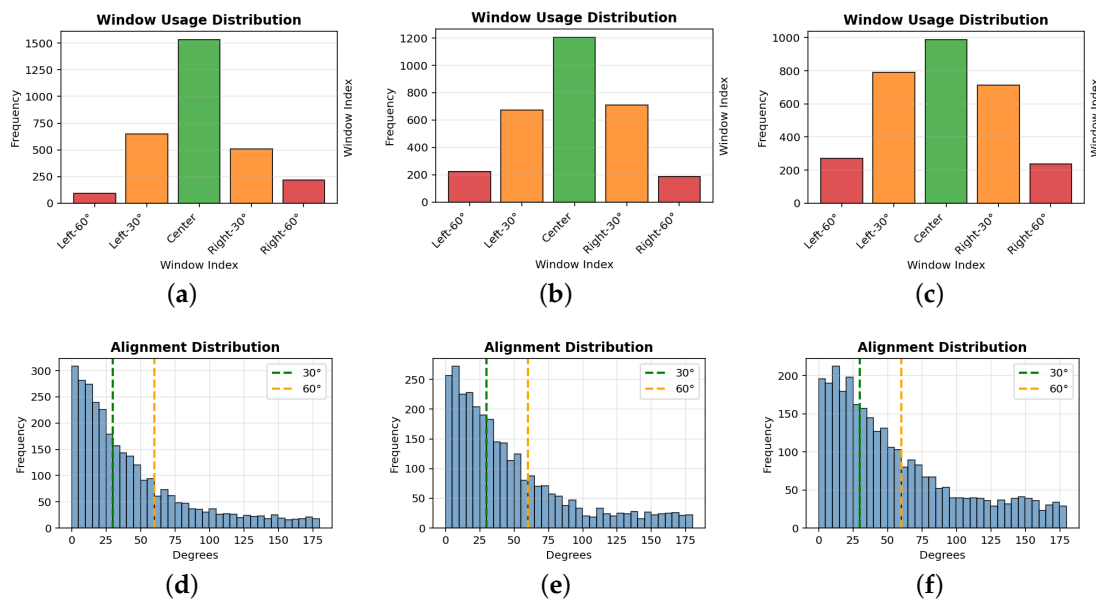 Window Usage Distribution
1500
1250
1000
750
500
250
0
Frequency
Left-60°
Left-30°
Center
Right-30°
Right-60°
Window Index
Window Index
(a)
Window Usage Distribution
1200
1000
800
600
400
200
0
Frequency
Left-60°
Left-30°
Center
Right-30°
Right-60°
Window Index
Window Index
(b)
Window Usage Distribution
1000
800
600
400
200
0
Frequency
Left-60°
Left-30°
Center
Right-30°
Right-60°
Window Index
Window Index
(c)
Alignment Distribution
300
250
200
150
100
50
0
Frequency
30°
60°
0 25 50 75 100 125 150 175
Degrees
(d)
Alignment Distribution
250
200
150
100
50
0
Frequency
30°
60°
0 25 50 75 100 125 150 175
Degrees
(e)
Alignment Distribution
200
150
100
50
0
Frequency
30°
60°
0 25 50 75 100 125 150 175
Degrees
(f)